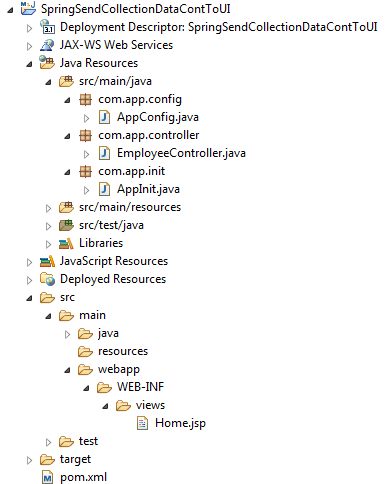 SpringSendCollectionDataContToUI
Deployment Descriptor: SpringSendCollectionDataContToUI
JAX-WS Web Services
Java Resources
src/main/java
com.app.config
AppConfig.java
com.app.controller
EmployeeController.java
com.app.init
AppInit.java
src/main/resources
src/test/java
Libraries
JavaScript Resources
Deployed Resources
src
main
java
resources
webapp
WEB-INF
views
Home.jsp
test
target
pom.xml